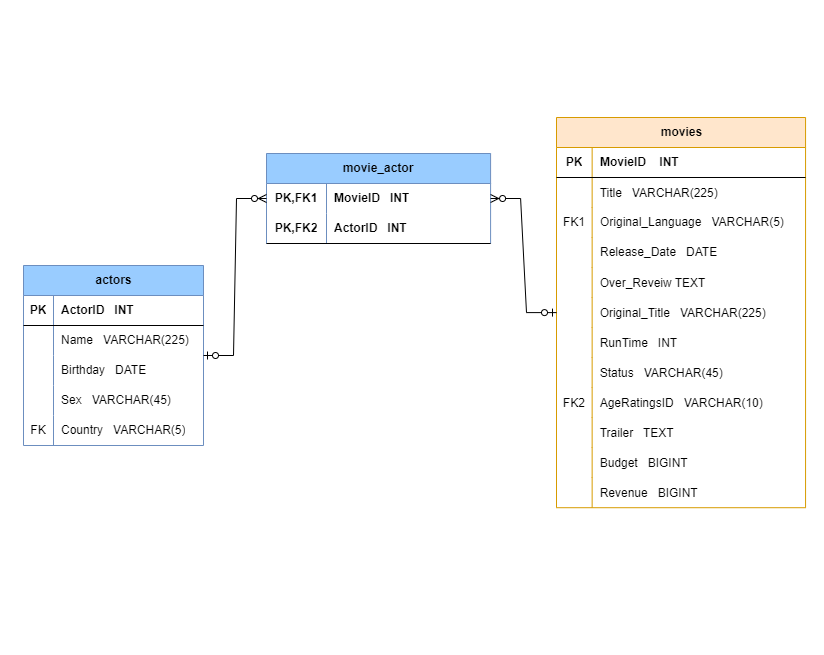 movies
PK MovieID INT
Title VARCHAR(225)
FK1 Original_Language VARCHAR(5)
Release_Date DATE
Over_Reveiw TEXT
Original_Title VARCHAR(225)
RunTime INT
Status VARCHAR(45)
FK2 AgeRatingsID VARCHAR(10)
Trailer TEXT
Budget BIGINT
Revenue BIGINT
movie_actor
PK,FK1 MovieID INT
PK,FK2 ActorID INT
actors
PK ActorID INT
Name VARCHAR(225)
Birthday DATE
Sex VARCHAR(45)
FK Country VARCHAR(5)